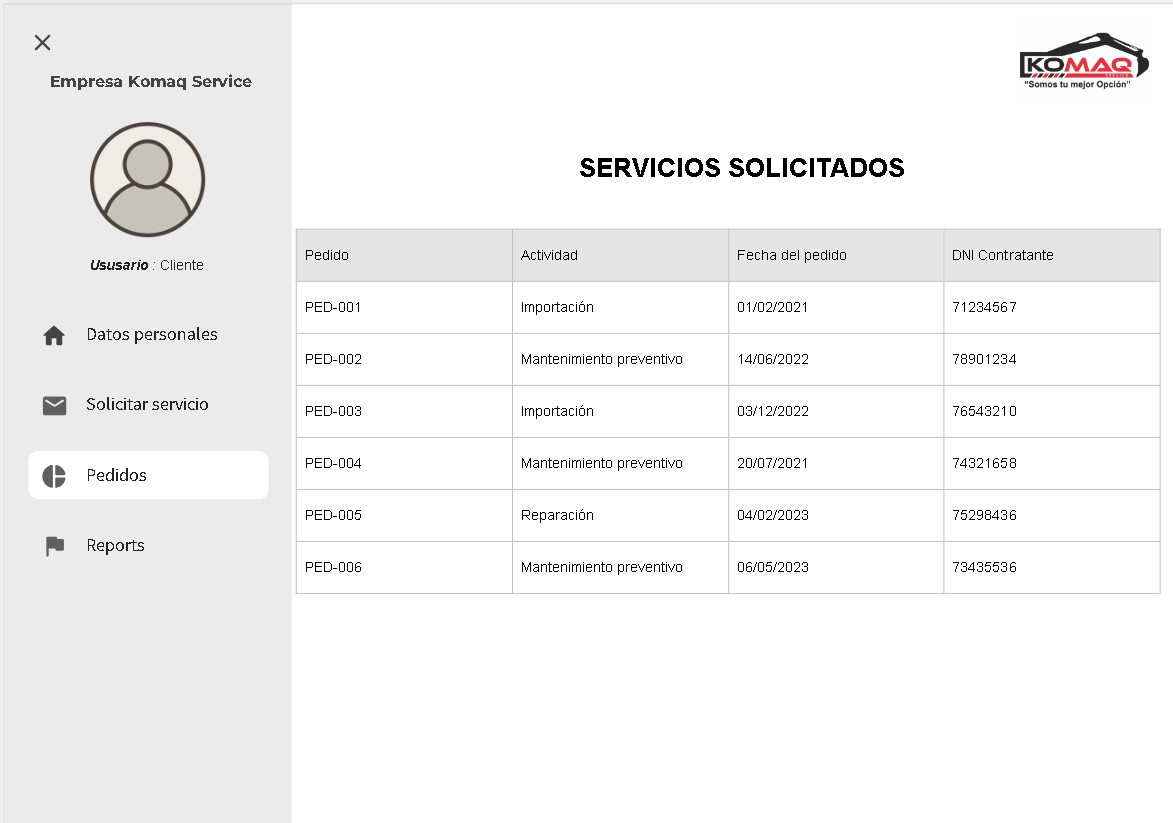 Empresa Komaq Service
Ususario : Cliente
Datos personales
Solicitar servicio
Pedidos
Reports
KOMAQ
SERVICE
"Somos tu mejor Opción"
SERVICIOS SOLICITADOS
Pedido Actividad Fecha del pedido DNI Contratante
PED-001 Importación 01/02/2021 71234567
PED-002 Mantenimiento preventivo 14/06/2022 78901234
PED-003 Importación 03/12/2022 76543210
PED-004 Mantenimiento preventivo 20/07/2021 74321658
PED-005 Reparación 04/02/2023 75298436
PED-006 Mantenimiento preventivo 06/05/2023 73435536